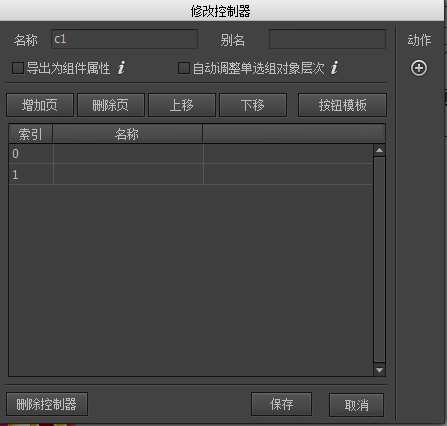 修改控制器
名称 c1 别名 动作
导出为组件属性 i 自动调整单选组对象层次 i
增加页 删除页 上移 下移 按钮模板
索引 名称
0
1
删除控制器 保存 取消